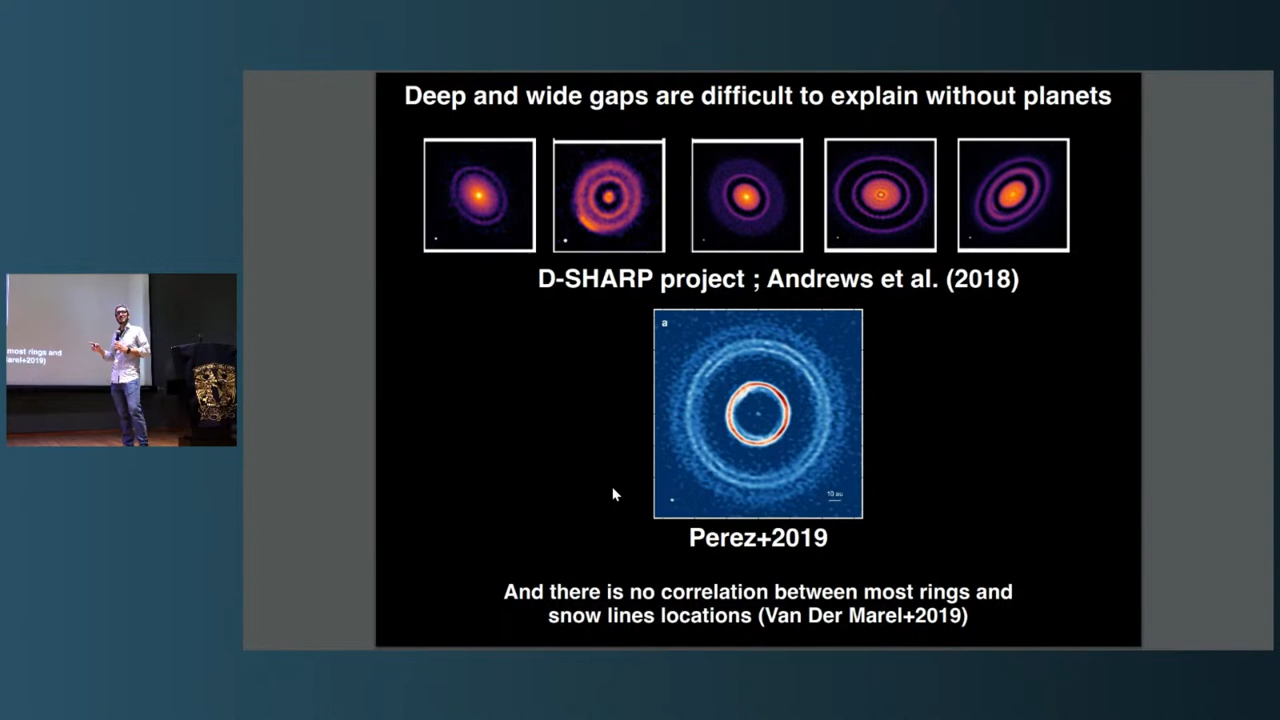 Deep and wide gaps are difficult to explain without planets
D-SHARP project ; Andrews et al. (2018)
a
10 au
Perez+2019
And there is no correlation between most rings and
snow lines locations (Van Der Marel+2019)
most rings and
arel+2019)